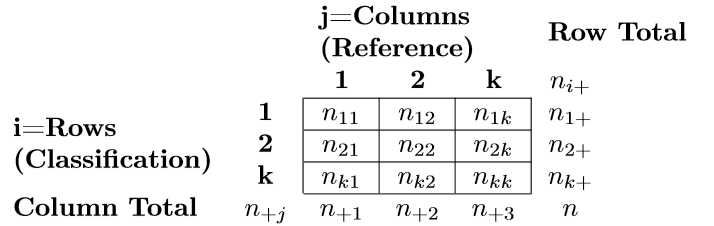 j=Columns
(Reference)
Row Total
1 2 k n_{i+}
i=Rows
(Classification)
1 n_{11} n_{12} n_{1k} n_{1+}
2 n_{21} n_{22} n_{2k} n_{2+}
k n_{k1} n_{k2} n_{kk} n_{k+}
Column Total n_{+j} n_{+1} n_{+2} n_{+3} n